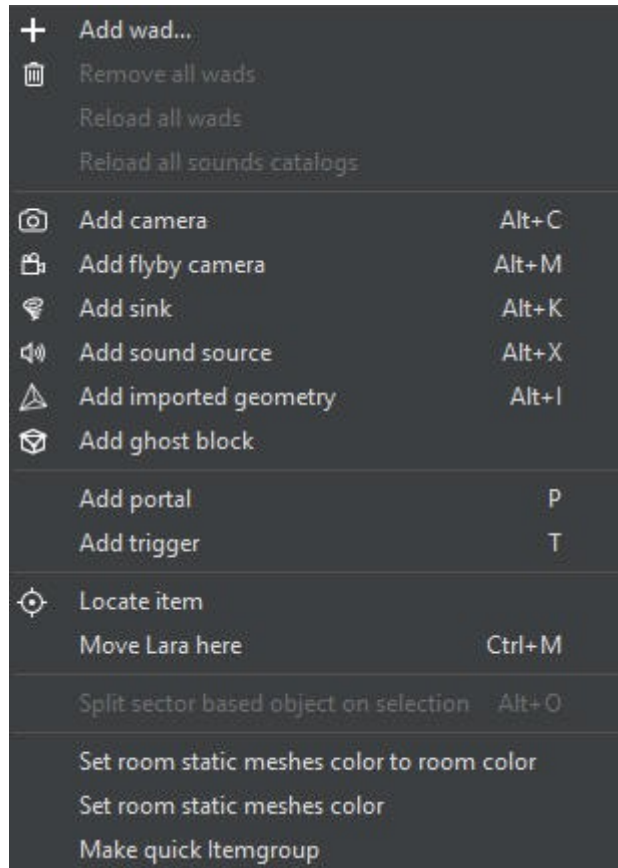 Add wad...
Remove all wads
Reload all wads
Reload all sounds catalogs
Add camera Alt+C
Add flyby camera Alt+M
Add sink Alt+K
Add sound source Alt+X
Add imported geometry Alt+I
Add ghost block
Add portal P
Add trigger T
Locate item
Move Lara here Ctrl+M
Split sector based object on selection Alt+O
Set room static meshes color to room color
Set room static meshes color
Make quick Itemgroup